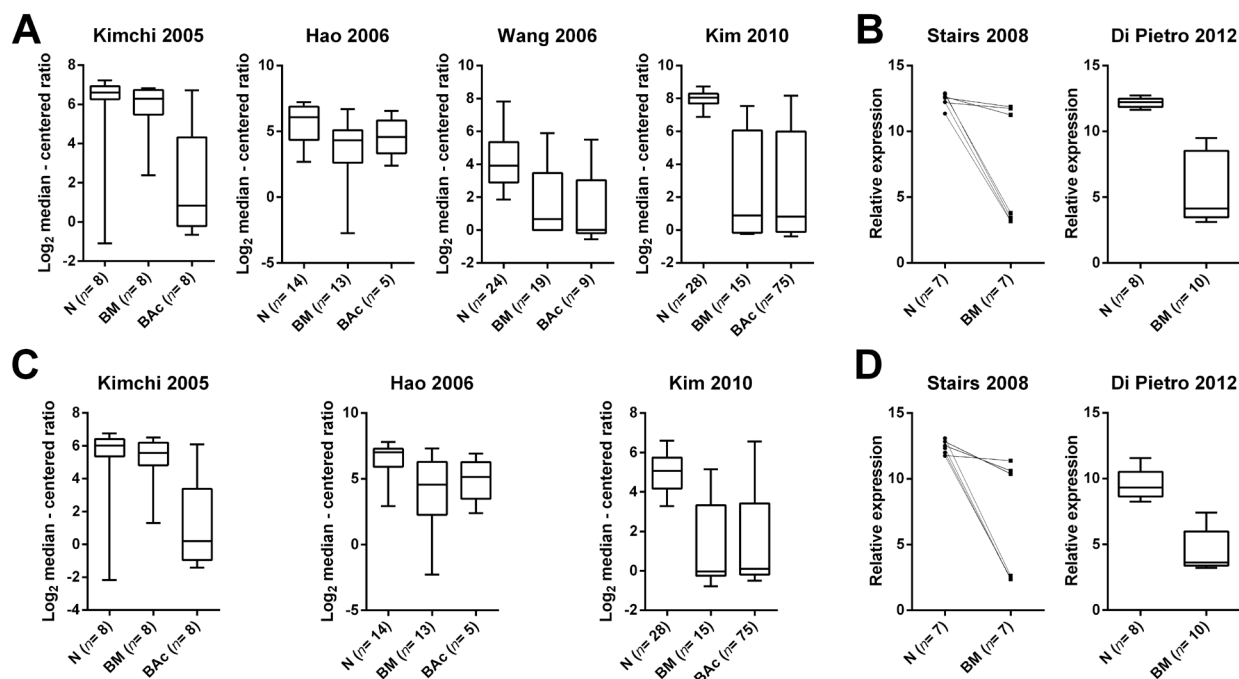 A
Kimchi 2005
Log2 median - centered ratio
8
6
4
2
0
-2
N (n= 8)
BM (n= 8)
BAc (n= 8)
Hao 2006
Log2 median - centered ratio
10
5
0
-5
N (n= 14)
BM (n= 13)
BAc (n= 5)
Wang 2006
Log2 median - centered ratio
10
8
6
4
2
0
-2
N (n= 24)
BM (n= 19)
BAc (n= 9)
Kim 2010
Log2 median - centered ratio
10
8
6
4
2
0
-2
N (n= 28)
BM (n= 15)
BAc (n= 75)
B
Stairs 2008
Relative expression
15
10
5
0
N (n= 7)
BM (n= 7)
Di Pietro 2012
Relative expression
15
10
5
0
N (n= 8)
BM (n= 10)
C
Kimchi 2005
Log2 median - centered ratio
8
6
4
2
0
-2
-4
N (n= 8)
BM (n= 8)
BAc (n= 8)
Hao 2006
Log2 median - centered ratio
10
5
0
-5
N (n= 14)
BM (n= 13)
BAc (n= 5)
Kim 2010
Log2 median - centered ratio
8
6
4
2
0
-2
N (n= 28)
BM (n= 15)
BAc (n= 75)
D
Stairs 2008
Relative expression
15
10
5
0
N (n= 7)
BM (n= 7)
Di Pietro 2012
Relative expression
15
10
5
0
N (n= 8)
BM (n= 10)